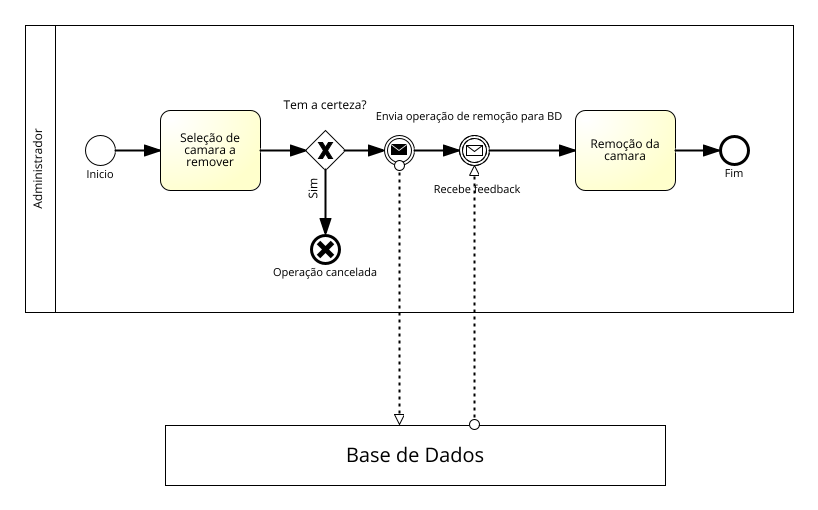 Administrador
Inicio
Seleção de
camara a
remover
Tem a certeza?
Sim
Operação cancelada
Envia operação de remoção para BD
Recebe feedback
Remoção da
camara
Fim
Base de Dados